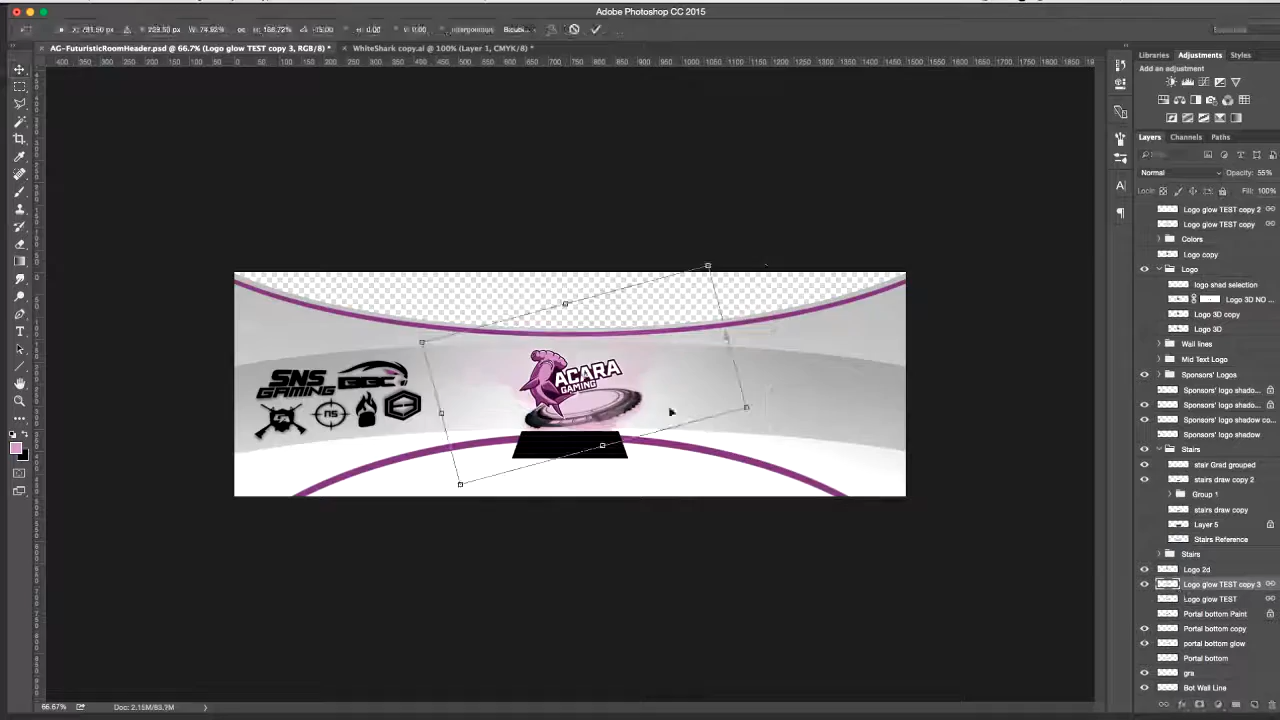 Adobe Photoshop CC 2015
W: 74.92%
AG-FuturisticRoomHeader.psd @ 66.7% (Logo glow TEST copy 3, RGB/8) *
WhiteShark copy.ai @ 100% (Layer 1, CMYK/8) *
Libraries Adjustments Styles
Add an adjustment
Layers Channels Paths
Normal Opacity: 55%
Fill: 100%
Logo glow TEST copy 2
Logo glow TEST copy
Colors
Logo copy
Logo
logo shad selection
Logo 3D NO ...
Logo 3D copy
Logo 3D
Wall lines
Mid Text Logo
Sponsors' Logos
Sponsors' logo shado...
Sponsors' logo shado...
Sponsors' logo shadow co...
Sponsors' logo shadow
Stairs
stair Grad grouped
stairs draw copy 2
Group 1
stairs draw copy
Layer 5
Stairs Reference
Stairs
Logo 2d
Logo glow TEST copy 3
Logo glow TEST
Portal bottom Paint
Portal bottom copy
portal bottom glow
Portal bottom
gra
Bot Wall Line
SNS
GAMING
NS
ACARA
GAMING
66.67% Doc: 2.15M/83.7M